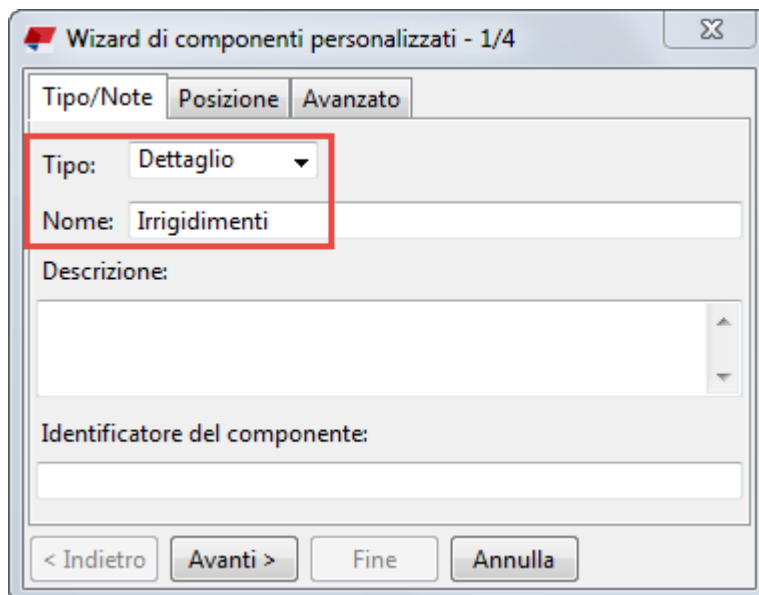 Wizard di componenti personalizzati - 1/4
Tipo/Note Posizione Avanzato
Tipo: Dettaglio
Nome: Irrigidimenti
Descrizione:
Identificatore del componente:
< Indietro Avanti > Fine Annulla